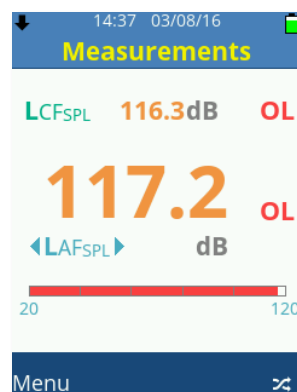 14:37 03/08/16
Measurements
LCFSPL 116.3dB OL
117.2 OL
LAFSPL dB
20 120
Menu